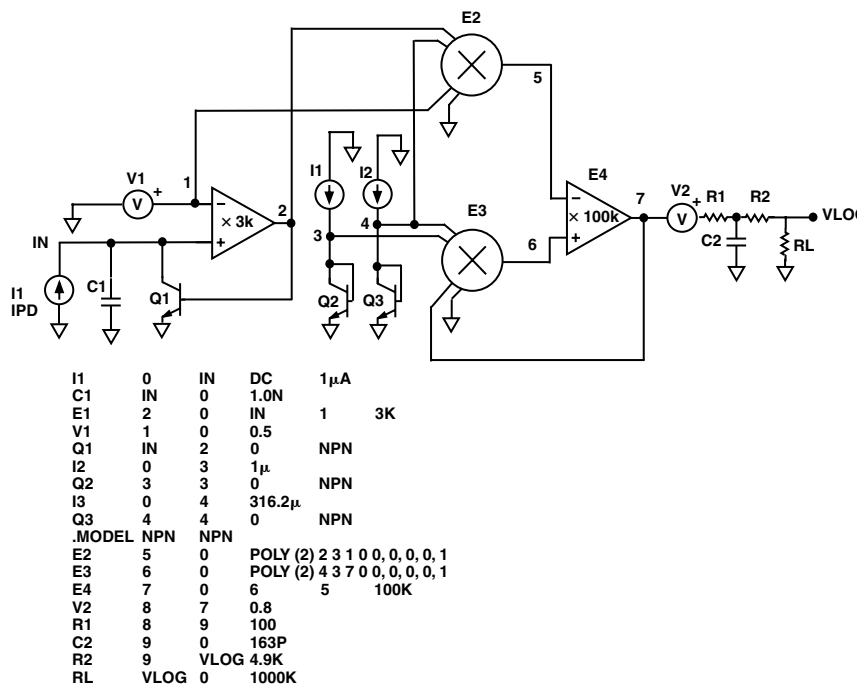 E2
5
I1
I2
E4
V1
1
+
−
2
× 3k
4
3
E3
6
−
× 100k
+
7
V2
+
V
R1
R2
VLOG
C2
RL
V
IN
+
I1
IPD
C1
Q1
Q2
Q3
I1 0 IN DC 1µA
C1 IN 0 1.0N
E1 2 0 IN 1 3K
V1 1 0 0.5
Q1 IN 2 0 NPN
I2 0 3 1µ
Q2 3 3 0 NPN
I3 0 4 316.2µ
Q3 4 4 0 NPN
.MODEL NPN NPN
E2 5 0 POLY (2) 2 3 1 0 0, 0, 0, 0, 1
E3 6 0 POLY (2) 4 3 7 0 0, 0, 0, 0, 1
E4 7 0 6 5 100K
V2 8 7 0.8
R1 8 9 100
C2 9 0 163P
R2 9 VLOG 4.9K
RL VLOG 0 1000K